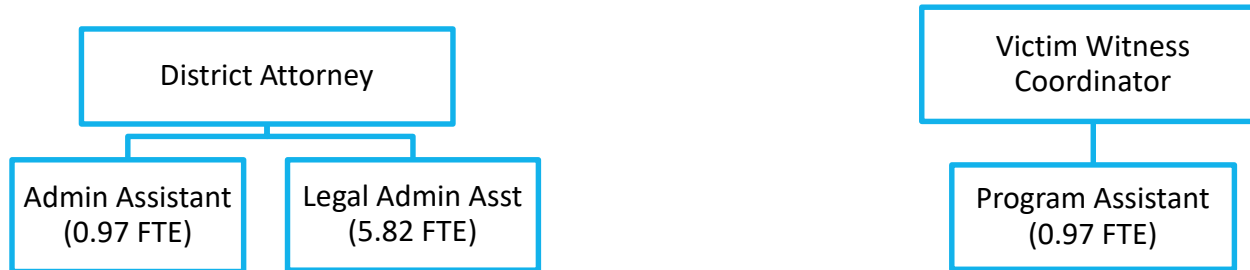 District Attorney
Admin Assistant
(0.97 FTE)
Legal Admin Asst
(5.82 FTE)
Victim Witness
Coordinator
Program Assistant
(0.97 FTE)